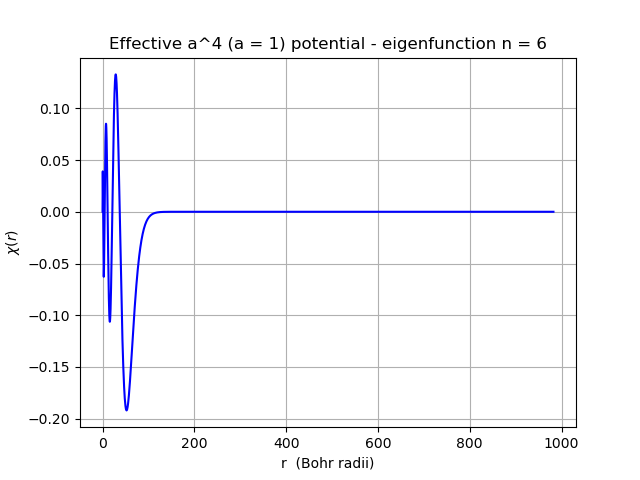 Effective a^4 (a = 1) potential - eigenfunction n = 6
0.10
0.05
0.00
−0.05
−0.10
−0.15
−0.20
χ(r)
0 200 400 600 800 1000
r (Bohr radii)